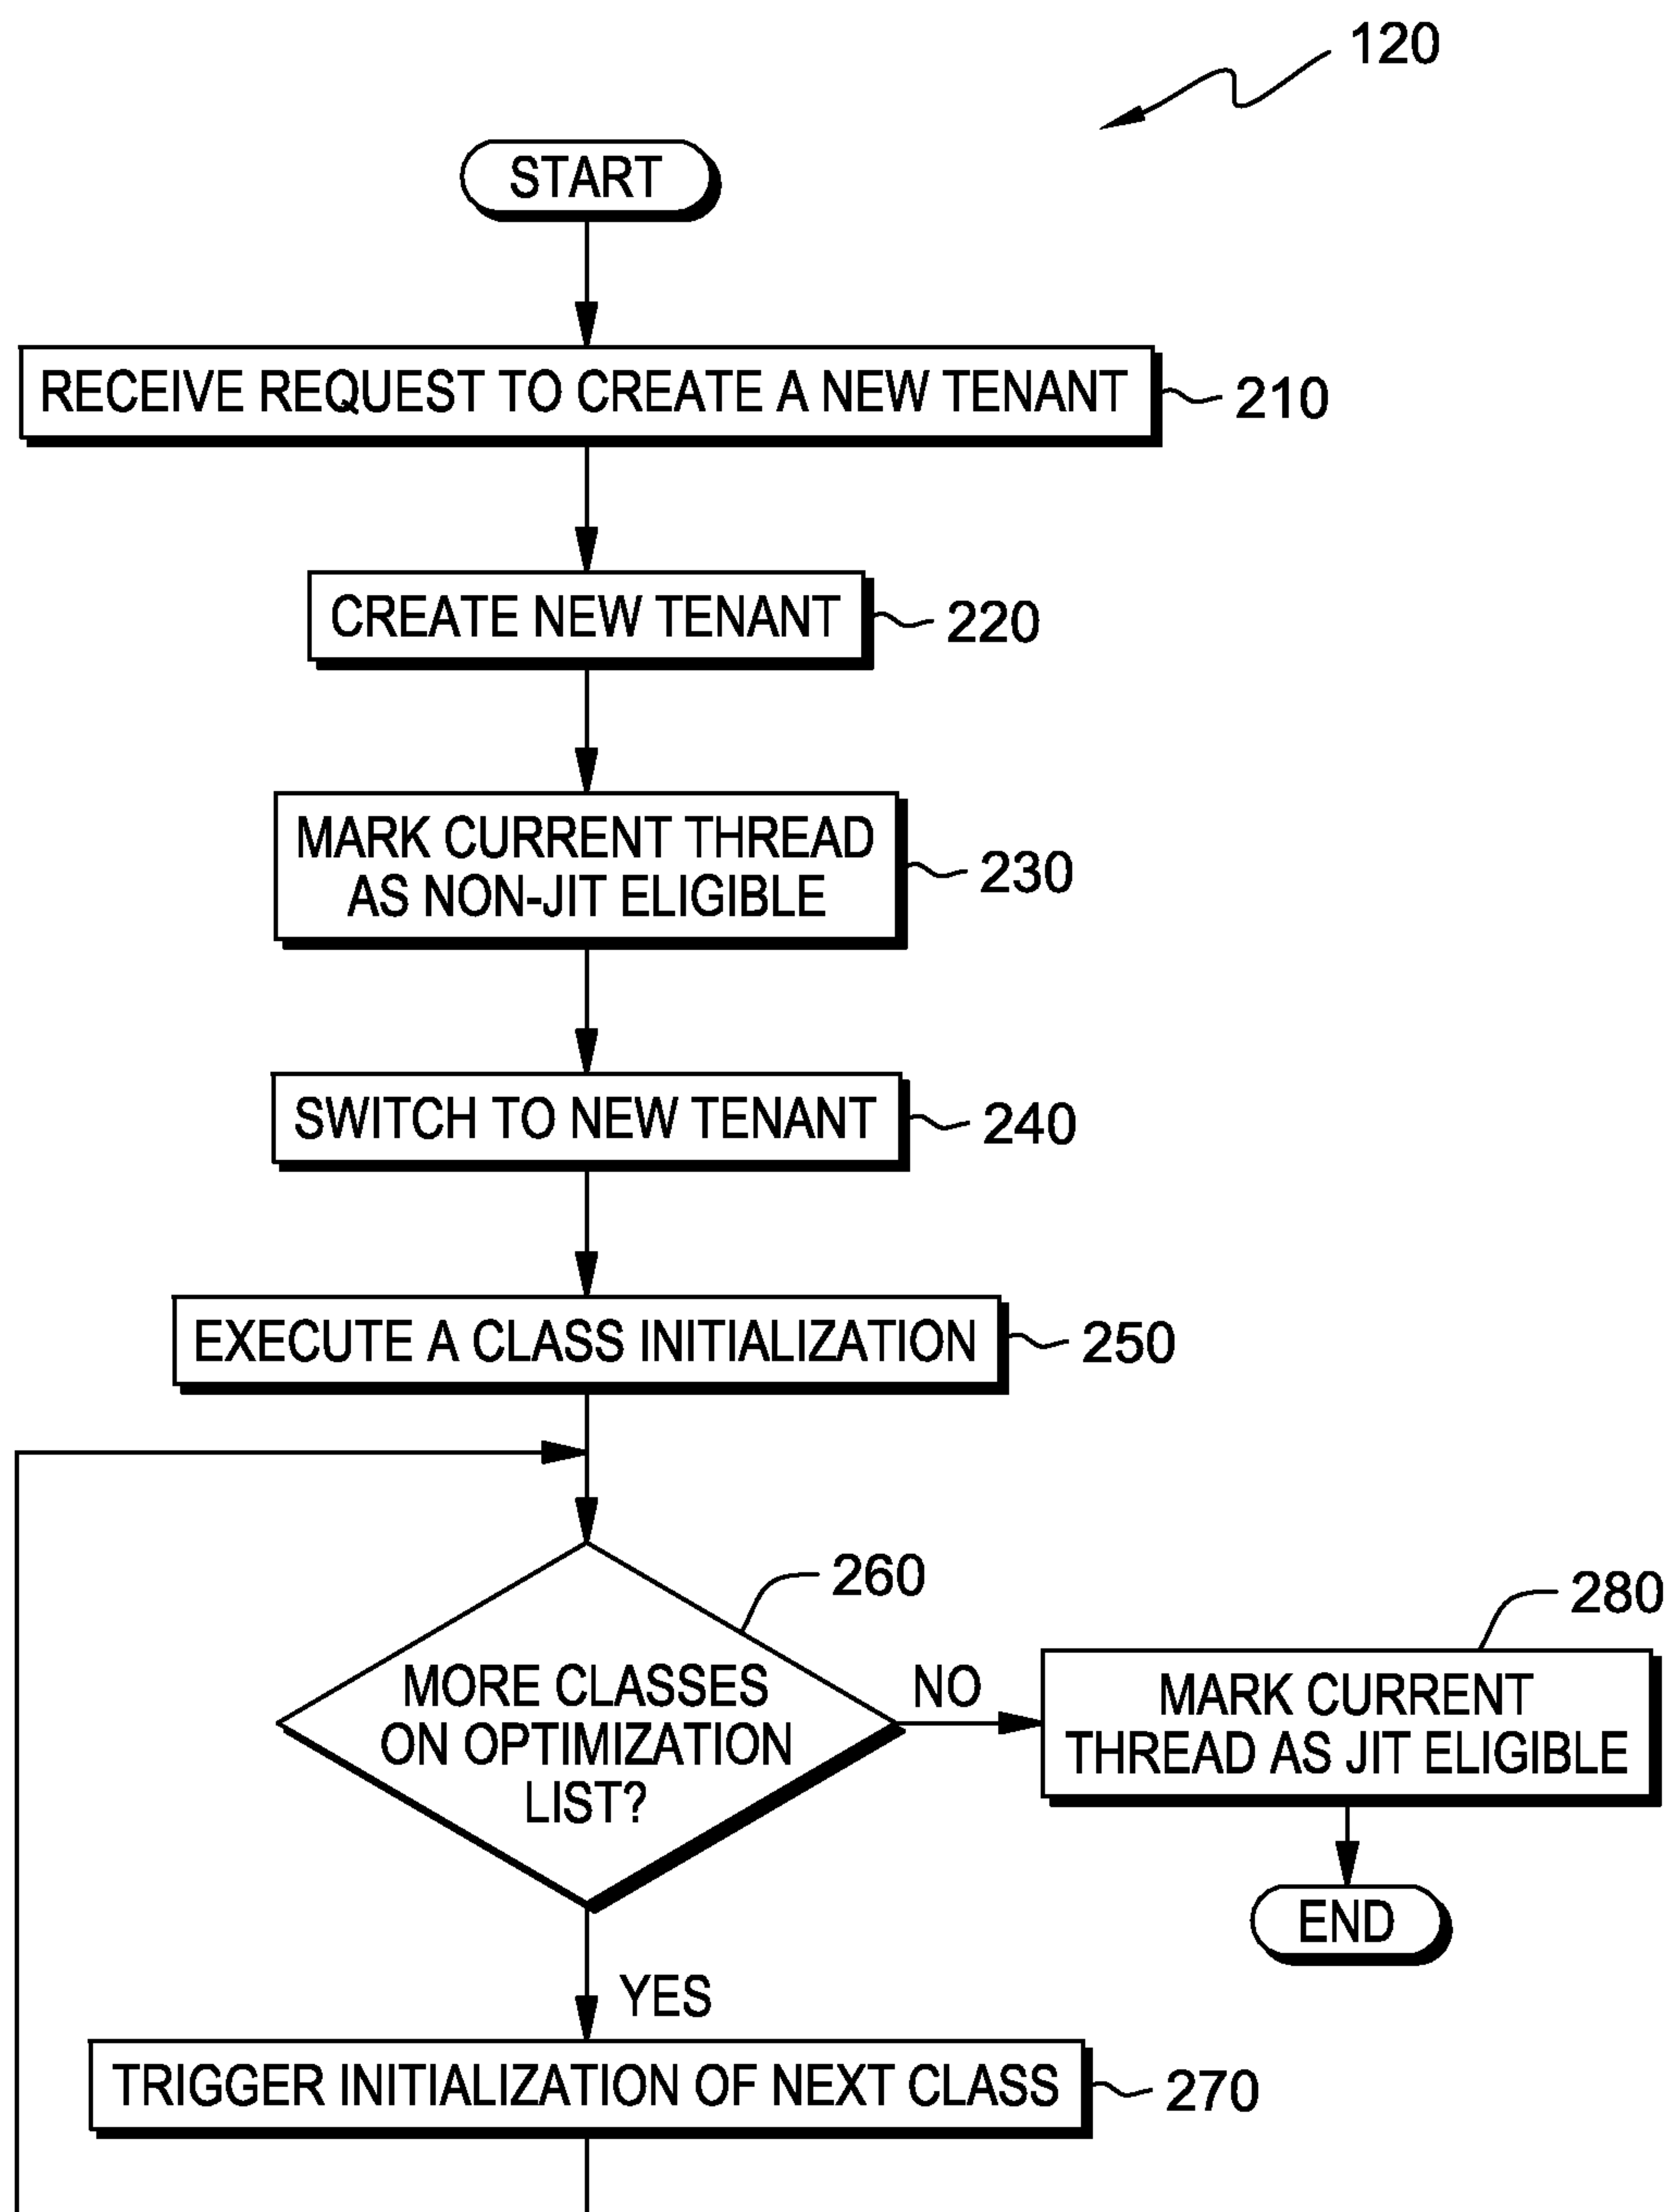 120
START
RECEIVE REQUEST TO CREATE A NEW TENANT
210
CREATE NEW TENANT
220
MARK CURRENT THREAD
AS NON-JIT ELIGIBLE
230
SWITCH TO NEW TENANT
240
EXECUTE A CLASS INITIALIZATION
250
260
MORE CLASSES
ON OPTIMIZATION
LIST?
NO
280
MARK CURRENT
THREAD AS JIT ELIGIBLE
END
YES
TRIGGER INITIALIZATION OF NEXT CLASS
270